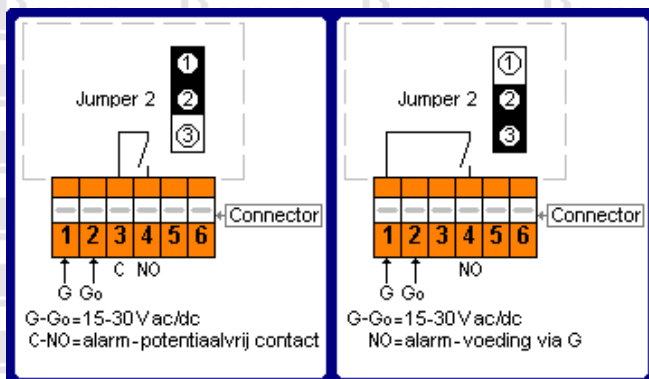 1
Jumper 2
2
3
Connector
1 2 3 4 5 6
C NO
G Go
G-Go=15-30Vac/dc
C-NO=alarm-potentiaalvrij contact
1
Jumper 2
2
3
Connector
1 2 3 4 5 6
NO
G Go
G-Go=15-30Vac/dc
NO=alarm-voeding via G